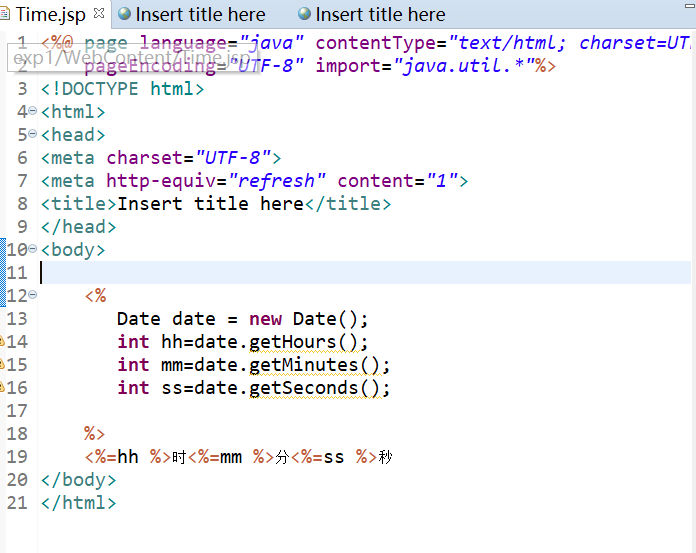 Time.jsp Insert title here Insert title here
1 <%@ page language="java" contentType="text/html; charset=UT
exp1/WebContent/Time.jsp
2 pageEncoding="UTF-8" import="java.util.*"%>
3 <!DOCTYPE html>
4 <html>
5 <head>
6 <meta charset="UTF-8">
7 <meta http-equiv="refresh" content="1">
8 <title>Insert title here</title>
9 </head>
10 <body>
11
12 <%
13 Date date = new Date();
14 int hh=date.getHours();
15 int mm=date.getMinutes();
16 int ss=date.getSeconds();
17
18 %>
19 <%=hh %>时<%=mm %>分<%=ss %>秒
20 </body>
21 </html>